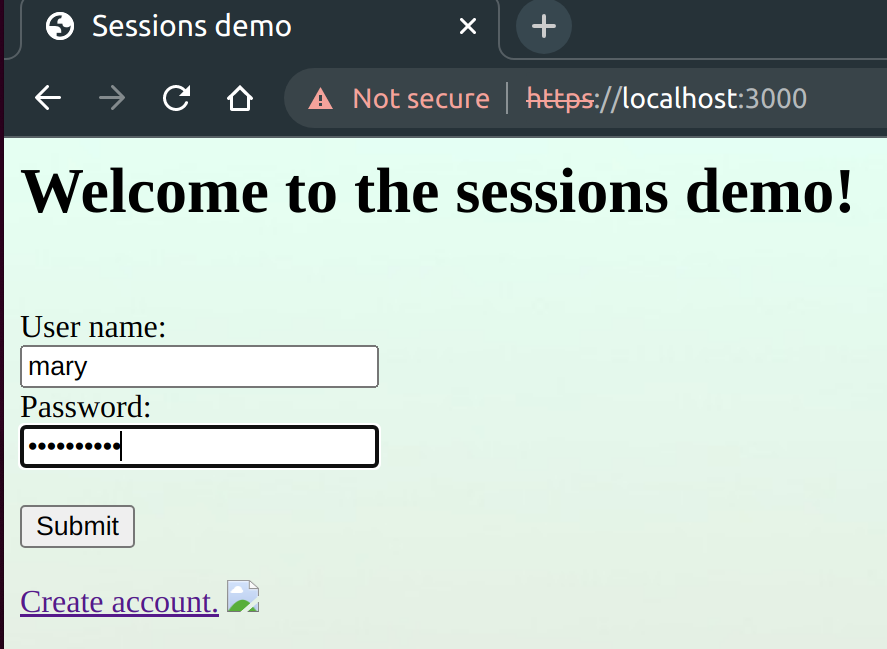 Sessions demo
Not secure https://localhost:3000
Welcome to the sessions demo!
User name:
mary
Password:
••••••••••
Submit
Create account.